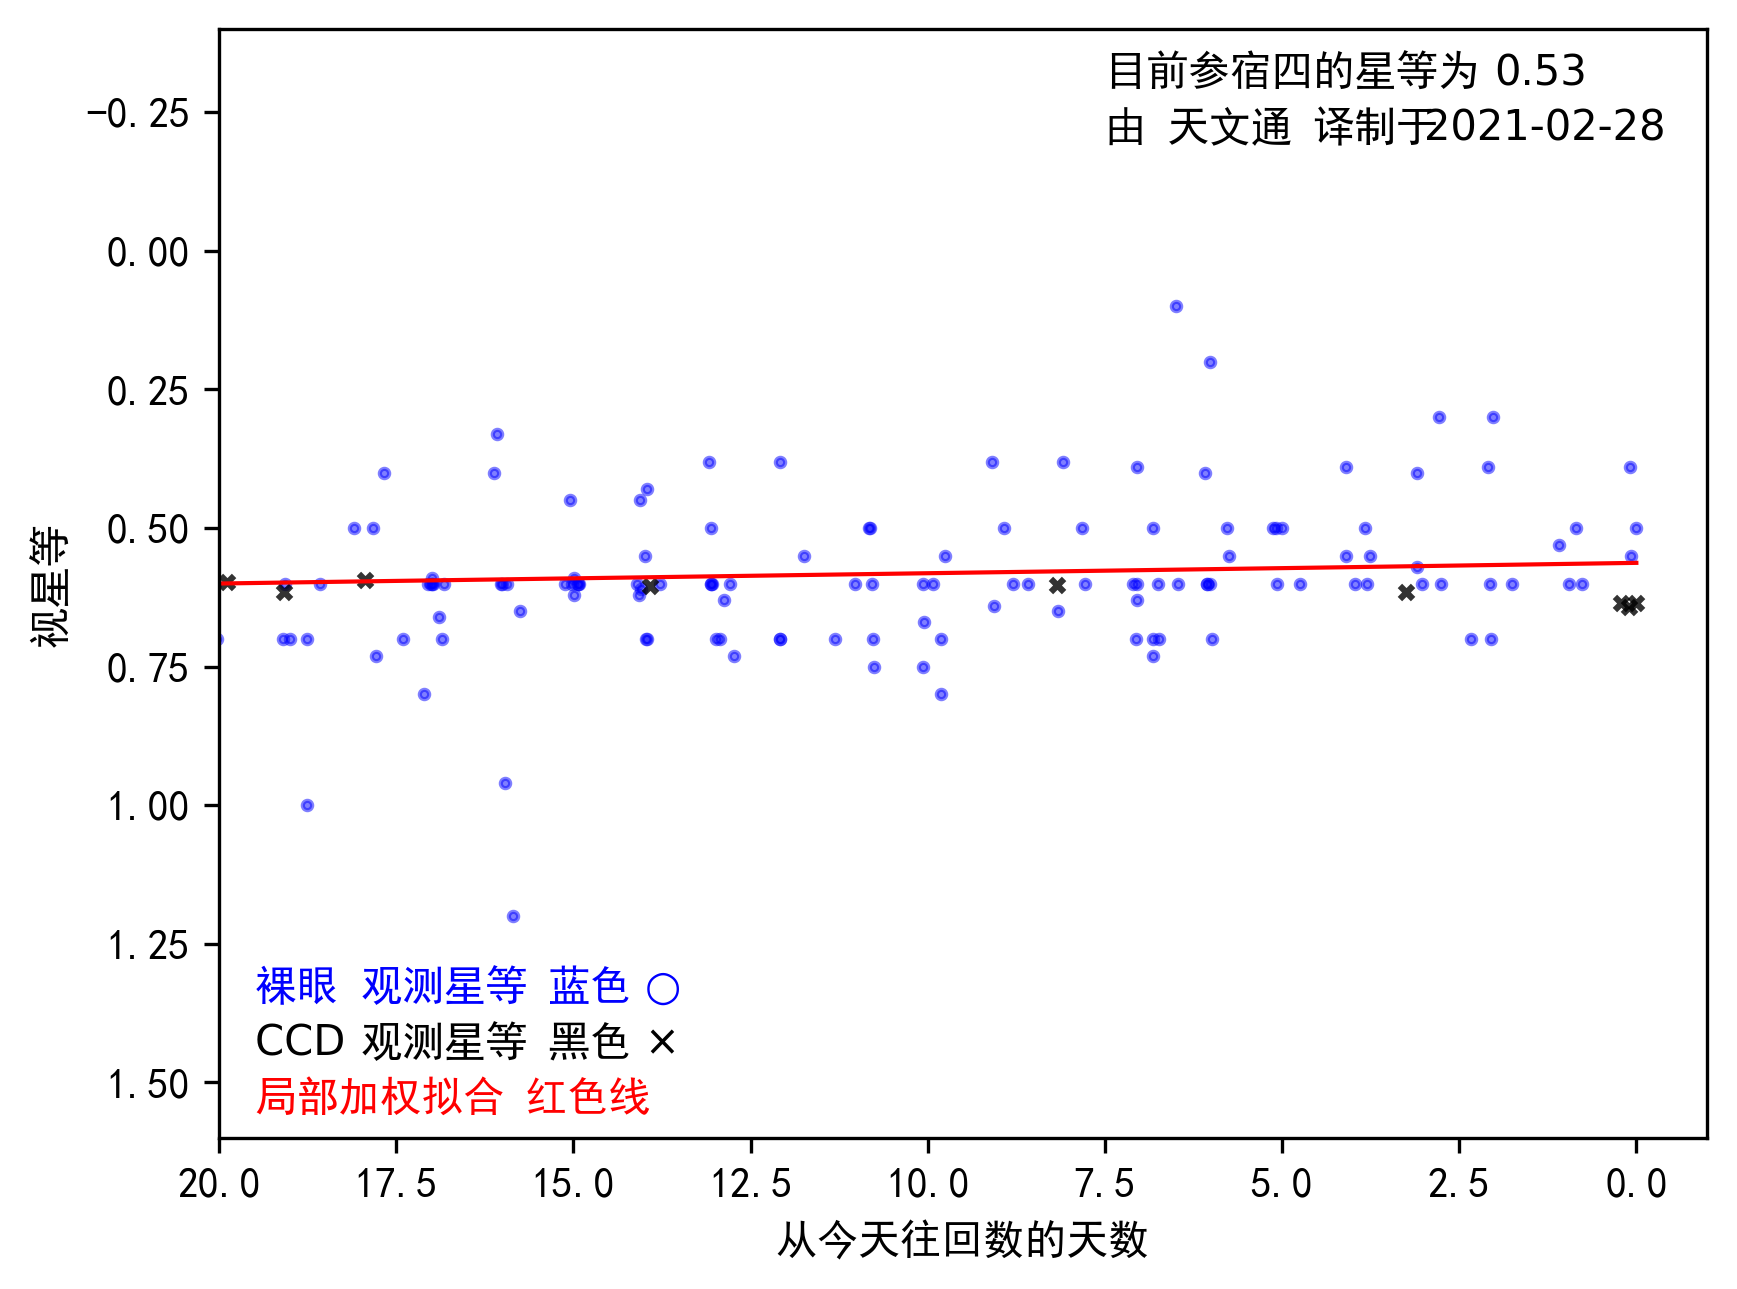 目前参宿四的星等为 0.53
由 天文通 译制于2021-02-28
−0.25
0.00
0.25
0.50
0.75
1.00
1.25
1.50
视星等
裸眼 观测星等 蓝色 ○
CCD 观测星等 黑色 ×
局部加权拟合 红色线
20.0 17.5 15.0 12.5 10.0 7.5 5.0 2.5 0.0
从今天往回数的天数